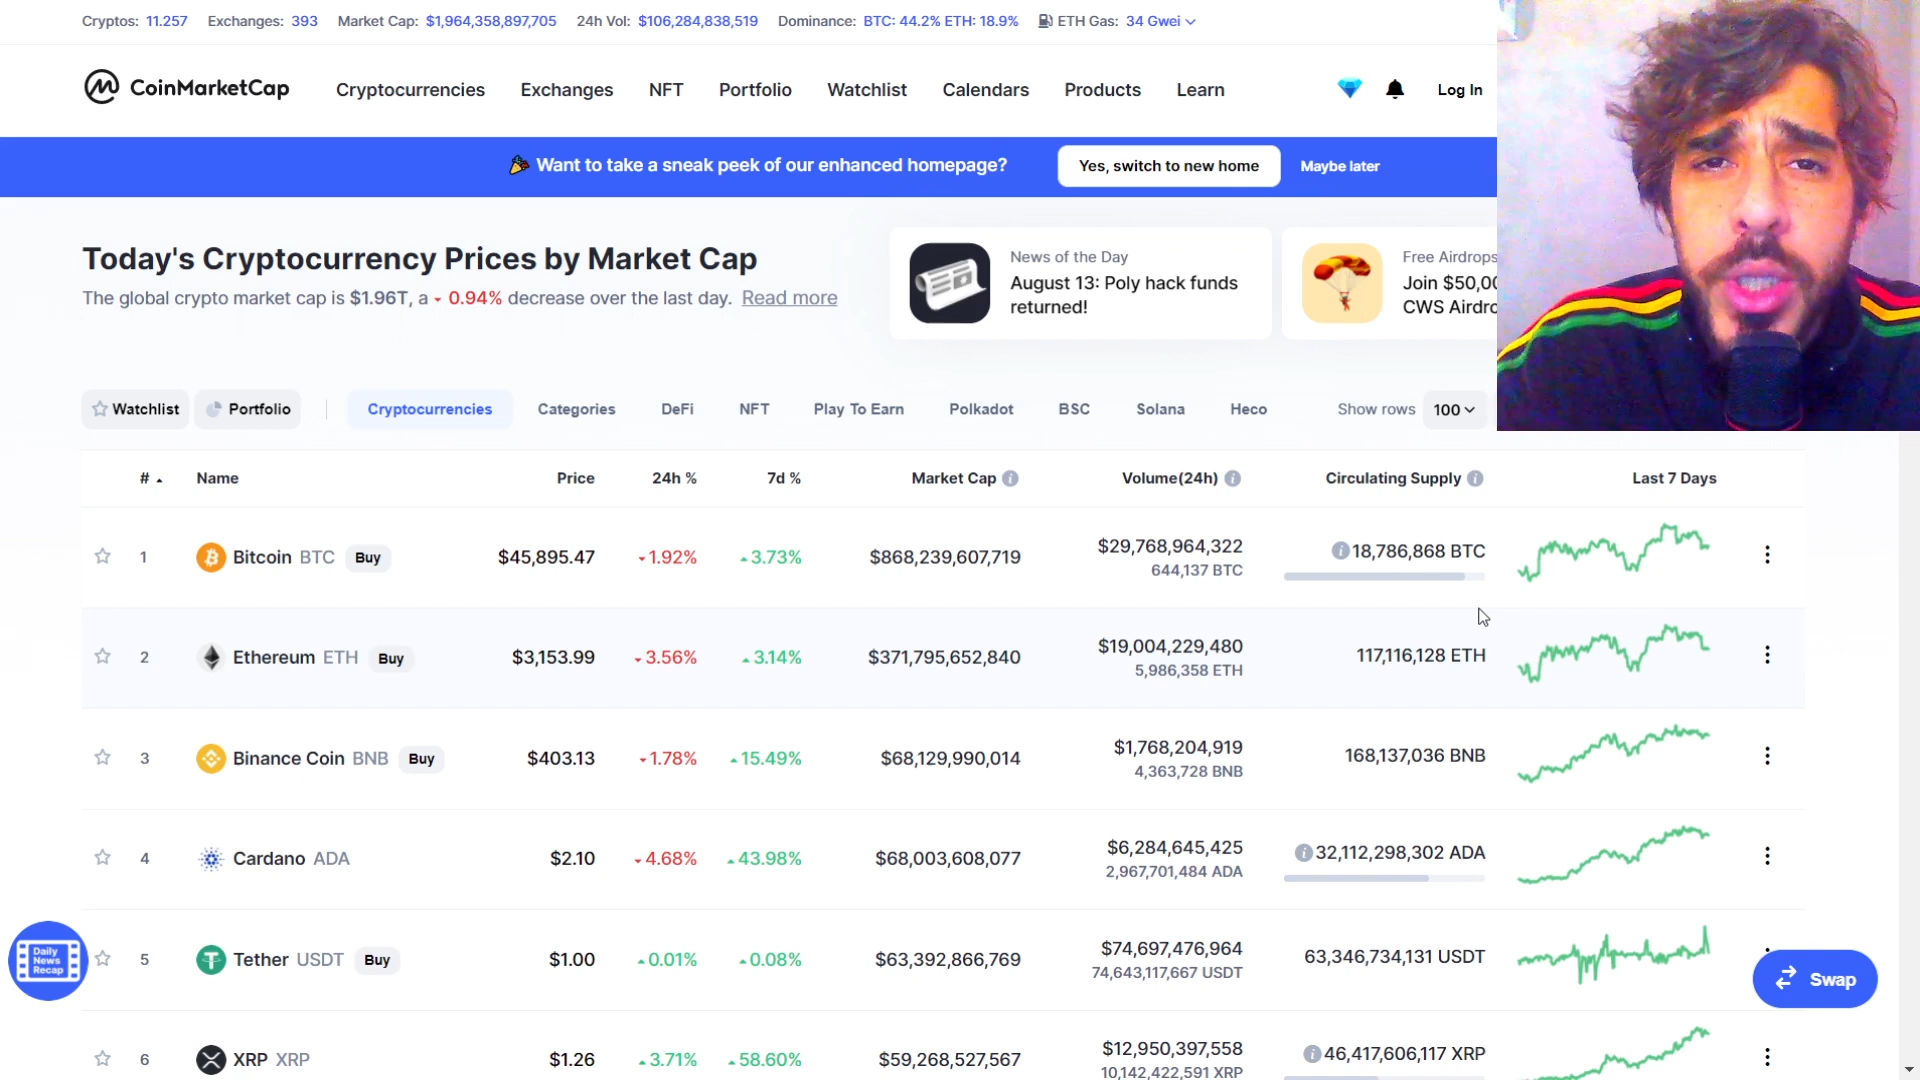 Cryptos: 11.257 Exchanges: 393 Market Cap: $1,964,358,897,705 24h Vol: $106,284,838,519 Dominance: BTC: 44.2% ETH: 18.9% ETH Gas: 34 Gwei
CoinMarketCap Cryptocurrencies Exchanges NFT Portfolio Watchlist Calendars Products Learn Log In
Want to take a sneak peek of our enhanced homepage? Yes, switch to new home Maybe later
Today's Cryptocurrency Prices by Market Cap
The global crypto market cap is $1.96T, a 0.94% decrease over the last day. Read more
News of the Day
August 13: Poly hack funds
returned!
Free Airdrops
Join $50,00
CWS Airdro
Watchlist Portfolio Cryptocurrencies Categories DeFi NFT Play To Earn Polkadot BSC Solana Heco Show rows 100
# Name Price 24h % 7d % Market Cap Volume(24h) Circulating Supply Last 7 Days
1 Bitcoin BTC Buy $45,895.47 1.92% 3.73% $868,239,607,719 $29,768,964,322 18,786,868 BTC
644,137 BTC
2 Ethereum ETH Buy $3,153.99 3.56% 3.14% $371,795,652,840 $19,004,229,480 117,116,128 ETH
5,986,358 ETH
3 Binance Coin BNB Buy $403.13 1.78% 15.49% $68,129,990,014 $1,768,204,919 168,137,036 BNB
4,363,728 BNB
4 Cardano ADA $2.10 4.68% 43.98% $68,003,608,077 $6,284,645,425 32,112,298,302 ADA
2,967,701,484 ADA
Daily
News
Recap
5 Tether USDT Buy $1.00 0.01% 0.08% $63,392,866,769 $74,697,476,964 63,346,734,131 USDT
74,643,117,667 USDT
Swap
6 XRP XRP $1.26 3.71% 58.60% $59,268,527,567 $12,950,397,558 46,417,606,117 XRP
10,142,422,591 XRP